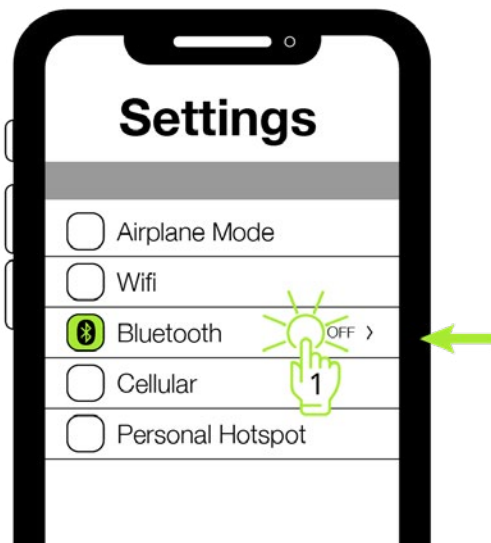 Settings
Airplane Mode
Wifi
Bluetooth OFF >
Cellular
1
Personal Hotspot